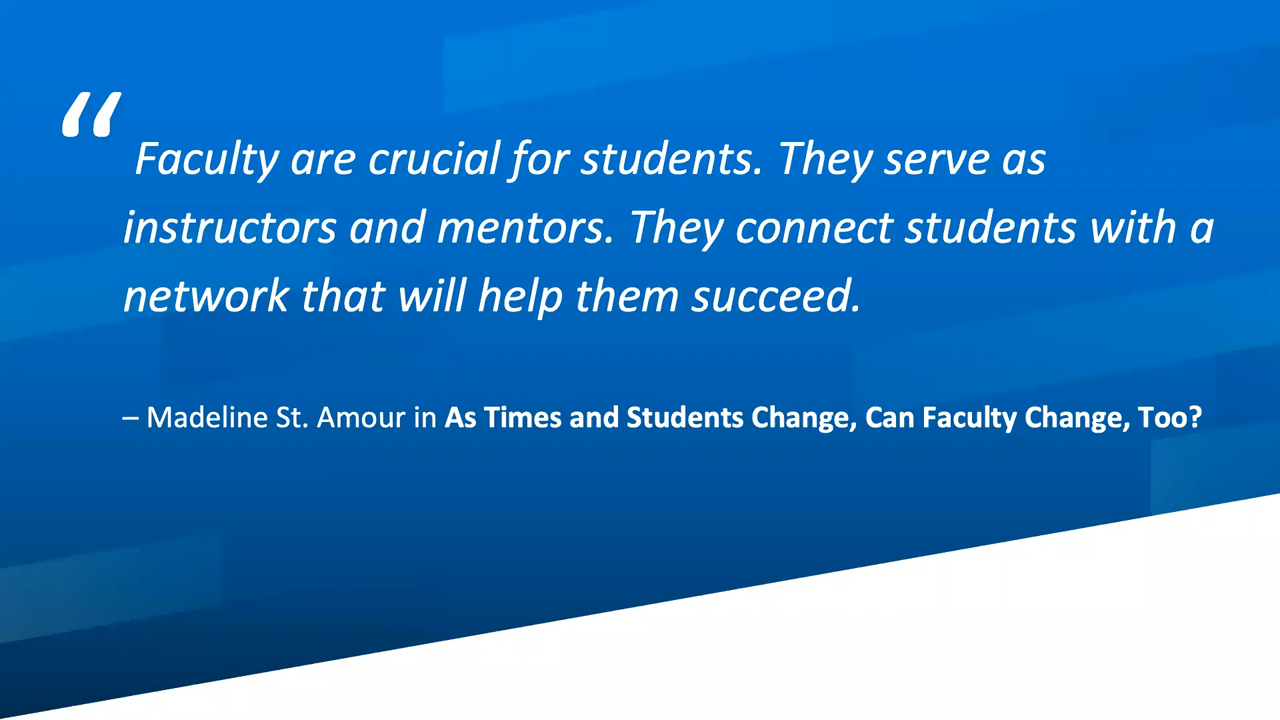 “ Faculty are crucial for students. They serve as
instructors and mentors. They connect students with a
network that will help them succeed.
– Madeline St. Amour in As Times and Students Change, Can Faculty Change, Too?